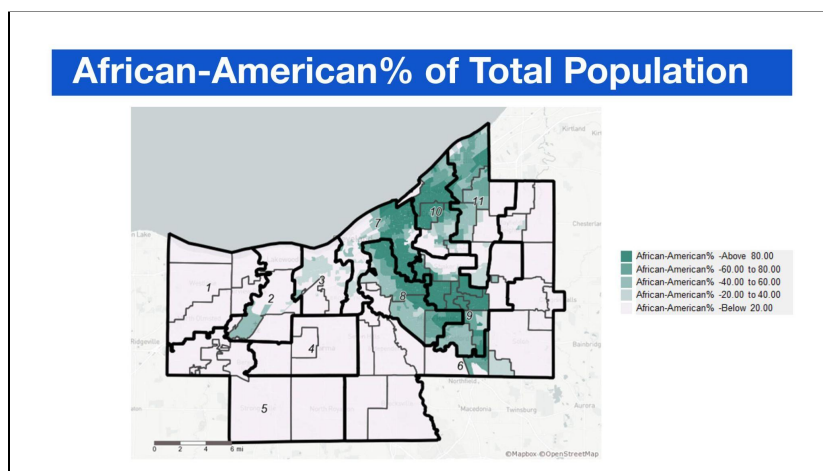 African-American% of Total Population
Kirtland
7
10
11
Chesterland
1
2
3
8
9
Ridgeville
4
6
Bainbridge
Northfield
5
Macedonia
Twinsburg
Aurora
0 2 4 6 mi
©Mapbox ©OpenStreetMap
African-American% -Above 80.00
African-American% -60.00 to 80.00
African-American% -40.00 to 60.00
African-American% -20.00 to 40.00
African-American% -Below 20.00